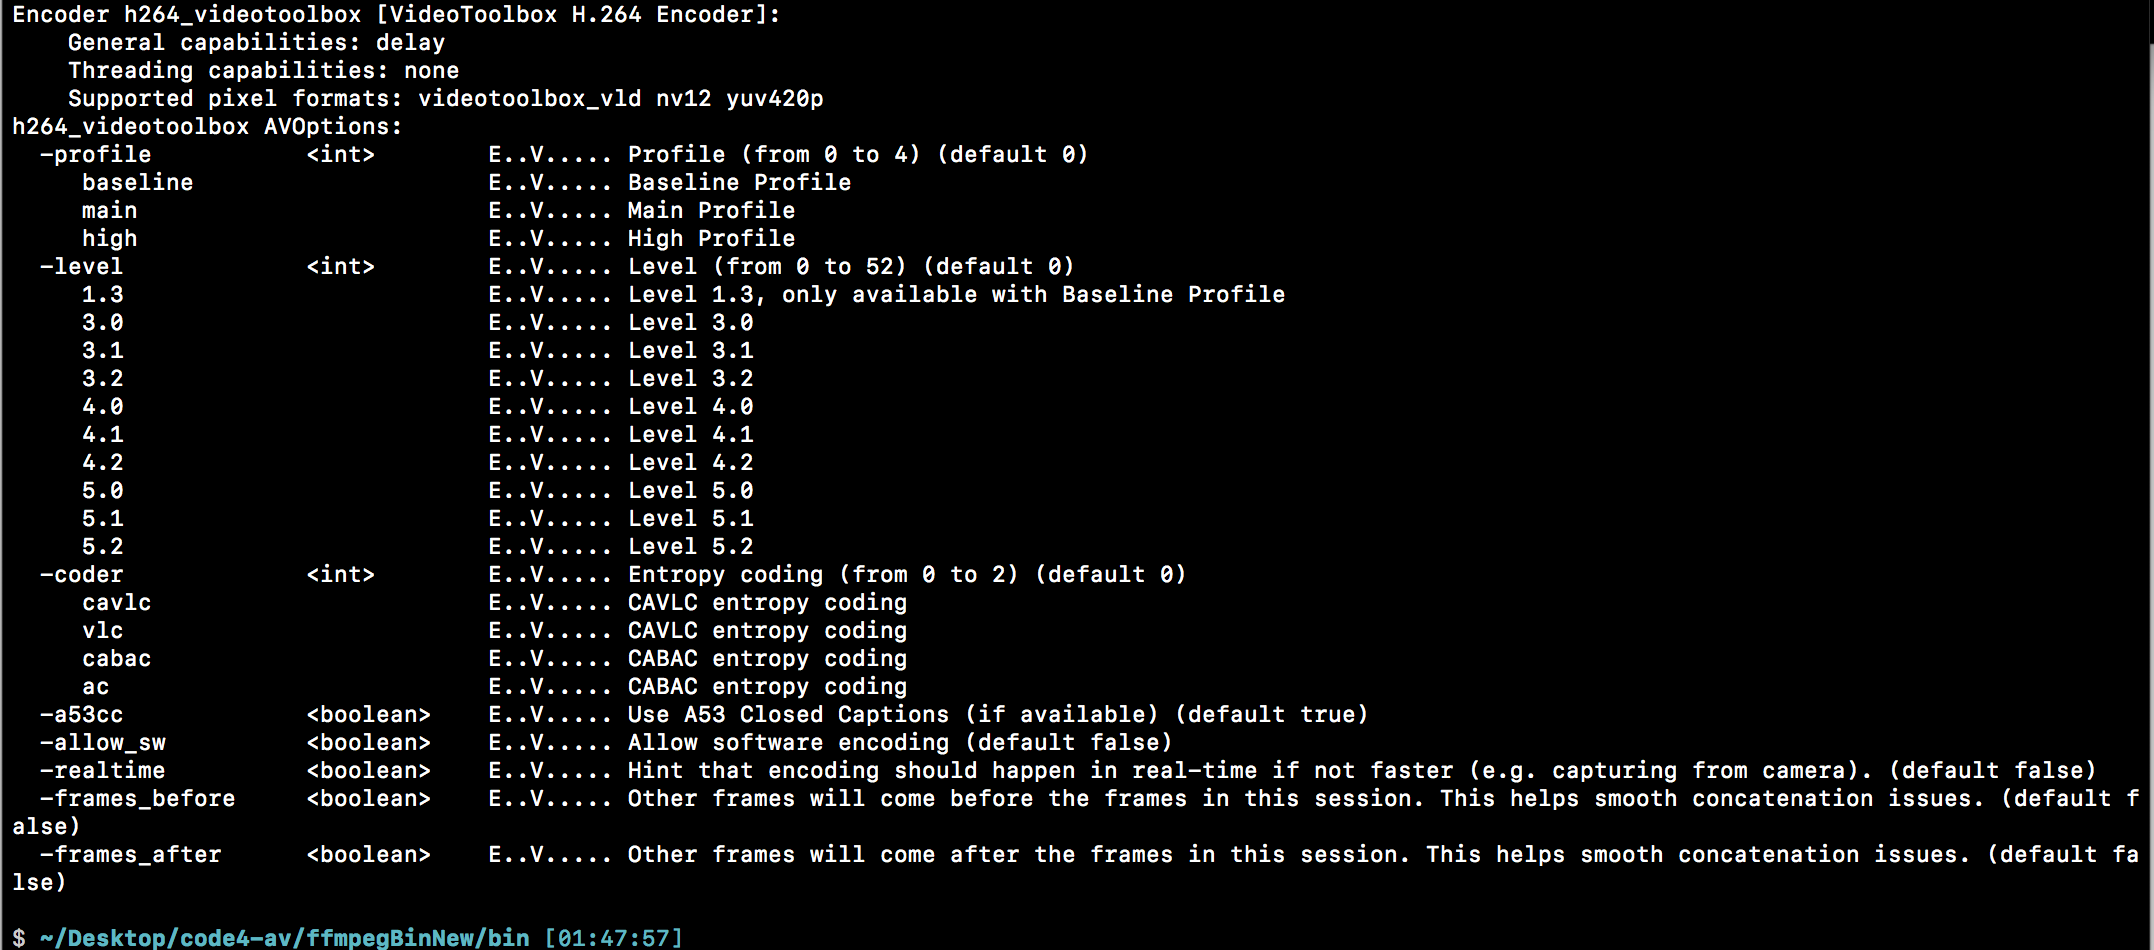 Encoder h264_videotoolbox [VideoToolbox H.264 Encoder]:
    General capabilities: delay
    Threading capabilities: none
    Supported pixel formats: videotoolbox_vld nv12 yuv420p
h264_videotoolbox AVOptions:
  -profile           <int>        E..V..... Profile (from 0 to 4) (default 0)
     baseline                     E..V..... Baseline Profile
     main                         E..V..... Main Profile
     high                         E..V..... High Profile
  -level             <int>        E..V..... Level (from 0 to 52) (default 0)
     1.3                          E..V..... Level 1.3, only available with Baseline Profile
     3.0                          E..V..... Level 3.0
     3.1                          E..V..... Level 3.1
     3.2                          E..V..... Level 3.2
     4.0                          E..V..... Level 4.0
     4.1                          E..V..... Level 4.1
     4.2                          E..V..... Level 4.2
     5.0                          E..V..... Level 5.0
     5.1                          E..V..... Level 5.1
     5.2                          E..V..... Level 5.2
  -coder             <int>        E..V..... Entropy coding (from 0 to 2) (default 0)
     cavlc                        E..V..... CAVLC entropy coding
     vlc                          E..V..... CAVLC entropy coding
     cabac                        E..V..... CABAC entropy coding
     ac                           E..V..... CABAC entropy coding
  -a53cc             <boolean>    E..V..... Use A53 Closed Captions (if available) (default true)
  -allow_sw          <boolean>    E..V..... Allow software encoding (default false)
  -realtime          <boolean>    E..V..... Hint that encoding should happen in real-time if not faster (e.g. capturing from camera). (default false)
  -frames_before     <boolean>    E..V..... Other frames will come before the frames in this session. This helps smooth concatenation issues. (default f
alse)
  -frames_after      <boolean>    E..V..... Other frames will come after the frames in this session. This helps smooth concatenation issues. (default fa
lse)

$ ~/Desktop/code4-av/ffmpegBinNew/bin [01:47:57]